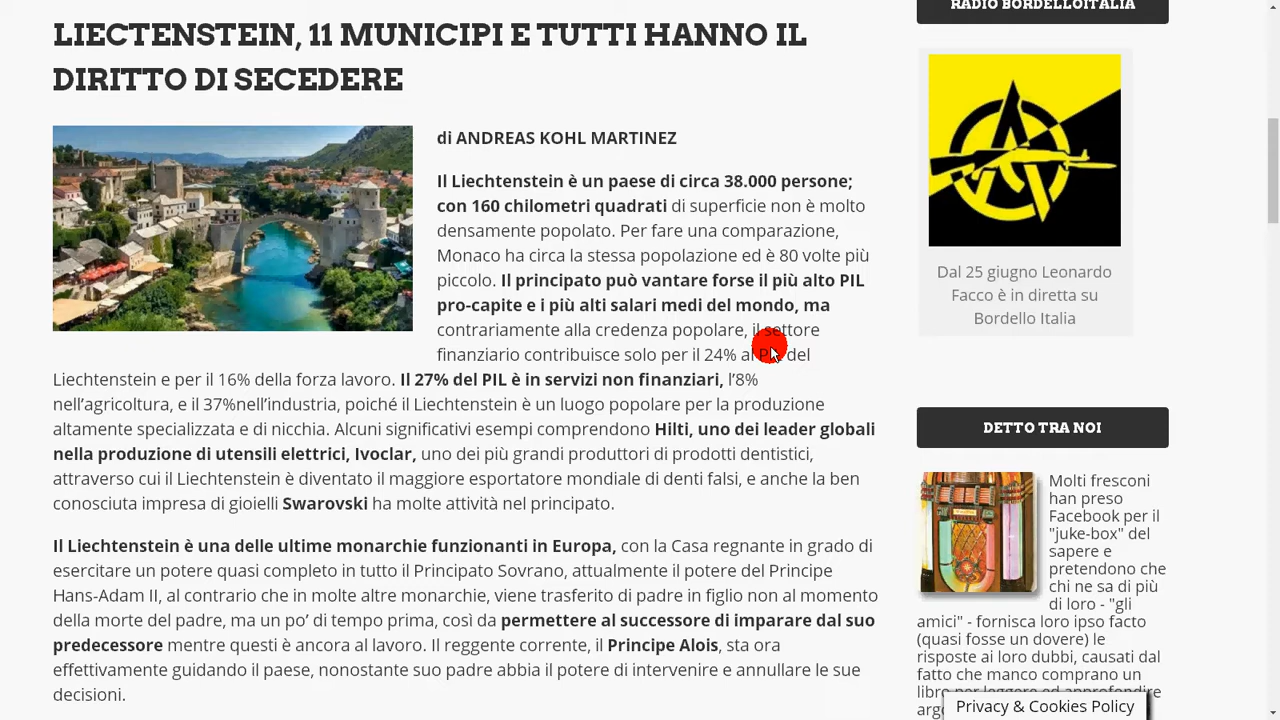 RADIO BORDELLOITALIA
LIECTENSTEIN, 11 MUNICIPI E TUTTI HANNO IL
DIRITTO DI SECEDERE
di ANDREAS KOHL MARTINEZ
Il Liechtenstein è un paese di circa 38.000 persone;
con 160 chilometri quadrati di superficie non è molto
densamente popolato. Per fare una comparazione,
Monaco ha circa la stessa popolazione ed è 80 volte più
piccolo. Il principato può vantare forse il più alto PIL
pro-capite e i più alti salari medi del mondo, ma
contrariamente alla credenza popolare, il settore
finanziario contribuisce solo per il 24% al PIL del
Liechtenstein e per il 16% della forza lavoro. Il 27% del PIL è in servizi non finanziari, l’8%
nell’agricoltura, e il 37%nell’industria, poiché il Liechtenstein è un luogo popolare per la produzione
altamente specializzata e di nicchia. Alcuni significativi esempi comprendono Hilti, uno dei leader globali
nella produzione di utensili elettrici, Ivoclar, uno dei più grandi produttori di prodotti dentistici,
attraverso cui il Liechtenstein è diventato il maggiore esportatore mondiale di denti falsi, e anche la ben
conosciuta impresa di gioielli Swarovski ha molte attività nel principato.
Il Liechtenstein è una delle ultime monarchie funzionanti in Europa, con la Casa regnante in grado di
esercitare un potere quasi completo in tutto il Principato Sovrano, attualmente il potere del Principe
Hans-Adam II, al contrario che in molte altre monarchie, viene trasferito di padre in figlio non al momento
della morte del padre, ma un po’ di tempo prima, così da permettere al successore di imparare dal suo
predecessore mentre questi è ancora al lavoro. Il reggente corrente, il Principe Alois, sta ora
effettivamente guidando il paese, nonostante suo padre abbia il potere di intervenire e annullare le sue
decisioni.
Dal 25 giugno Leonardo
Facco è in diretta su
Bordello Italia
DETTO TRA NOI
Molti fresconi
han preso
Facebook per il
"juke-box" del
sapere e
pretendono che
chi ne sa di più
di loro - "gli
amici" - fornisca loro ipso facto
(quasi fosse un dovere) le
risposte ai loro dubbi, causati dal
fatto che manco comprano un
libro per leggere ed approfondire
Privacy & Cookies Policy